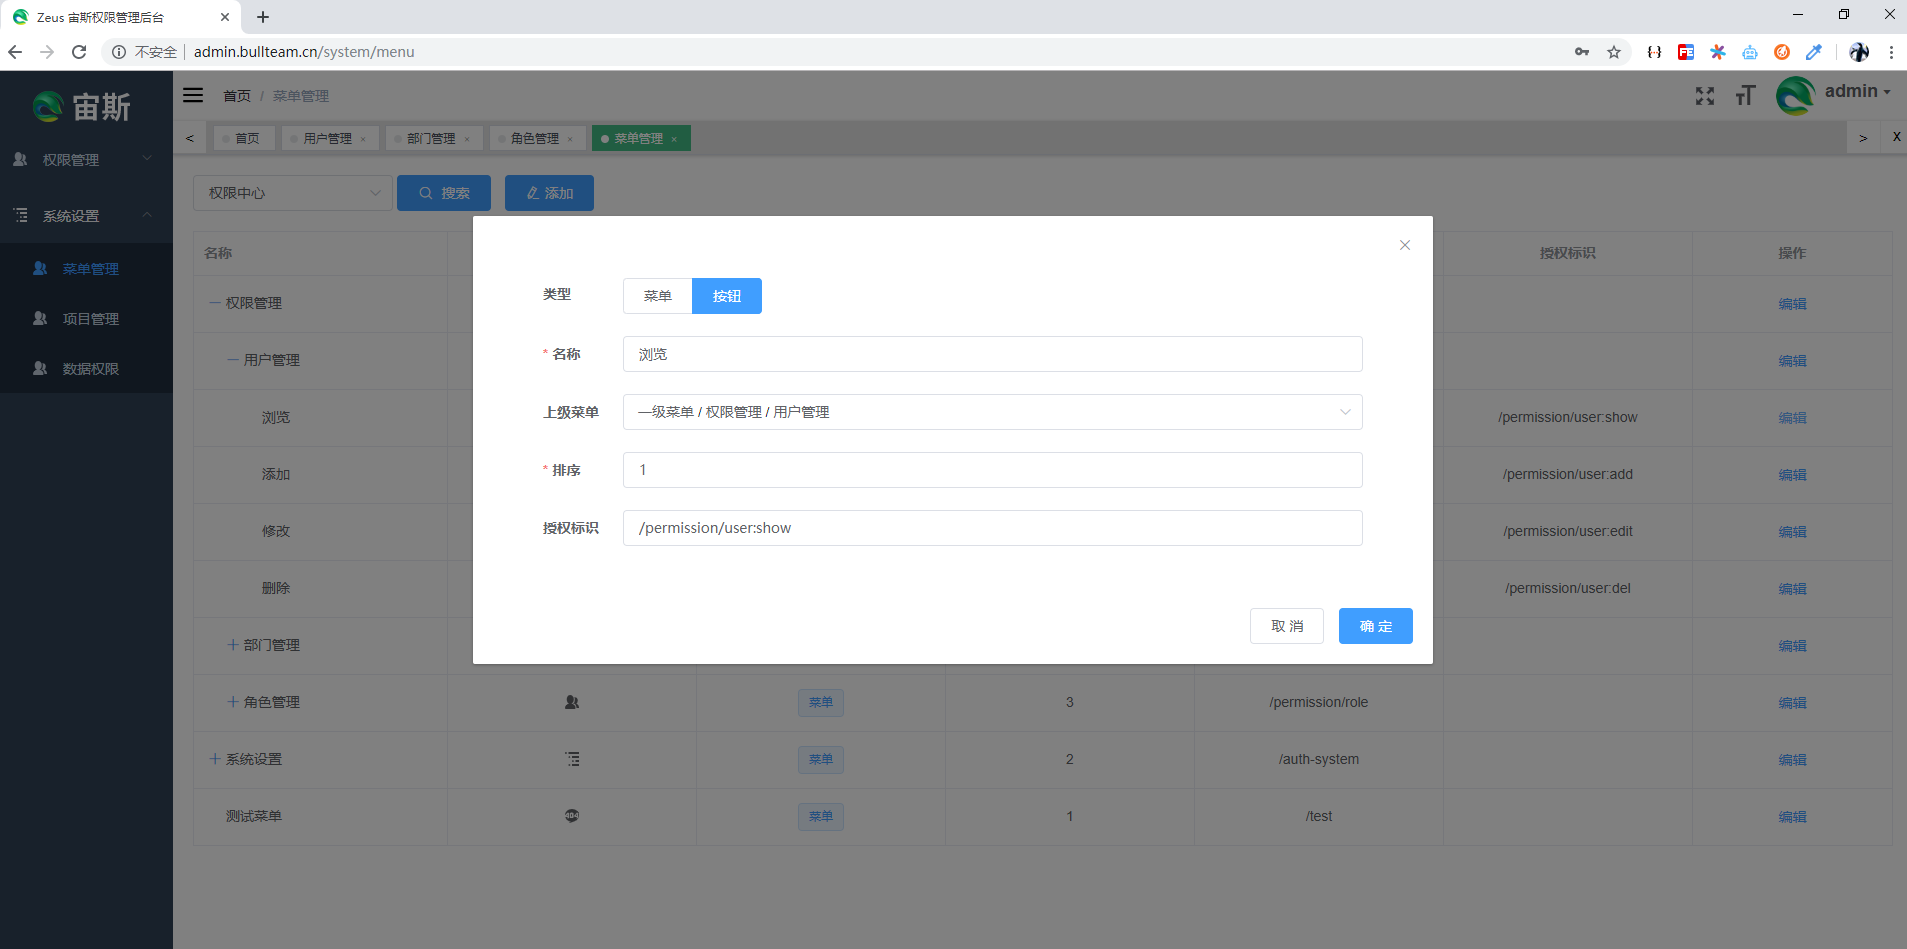 Zeus 宙斯权限管理后台
不安全 admin.bullteam.cn/system/menu
宙斯
首页 / 菜单管理
admin
< 首页 用户管理 × 部门管理 × 角色管理 × 菜单管理 × > X
权限管理
系统设置
菜单管理
项目管理
数据权限
权限中心 搜索 添加
名称 授权标识 操作
权限管理 编辑
用户管理 编辑
浏览 /permission/user:show 编辑
添加 /permission/user:add 编辑
修改 /permission/user:edit 编辑
删除 /permission/user:del 编辑
部门管理 编辑
角色管理 菜单 3 /permission/role 编辑
系统设置 菜单 2 /auth-system 编辑
测试菜单 404 菜单 1 /test 编辑
类型 菜单 按钮
* 名称 浏览
上级菜单 一级菜单 / 权限管理 / 用户管理
* 排序 1
授权标识 /permission/user:show
取 消 确 定